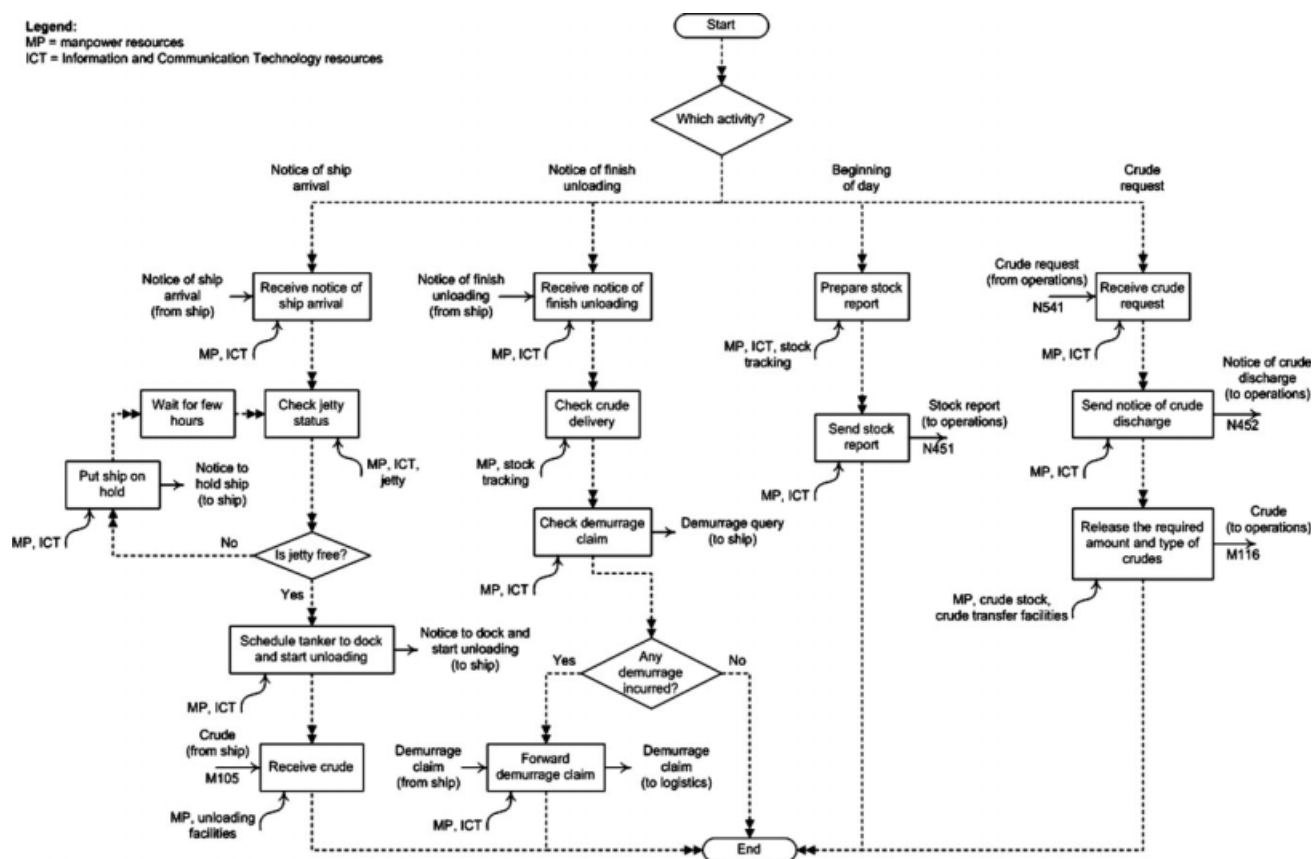 Legend:
MP = manpower resources
ICT = Information and Communication Technology resources
Start
Which activity?
Notice of ship
arrival
Notice of finish
unloading
Beginning
of day
Crude
request
Notice of ship
arrival
(from ship)
Receive notice of
ship arrival
MP, ICT
Notice of finish
unloading
(from ship)
Receive notice of
finish unloading
MP, ICT
Prepare stock
report
MP, ICT, stock
tracking
Crude request
(from operations)
N541
Receive crude
request
MP, ICT
Wait for few
hours
Check jetty
status
MP, ICT,
jetty
Put ship on
hold
Notice to
hold ship
(to ship)
MP, ICT
No
Is jetty free?
Yes
Check crude
delivery
MP, stock
tracking
Check demurrage
claim
Demurrage query
(to ship)
MP, ICT
Send stock
report
Stock report
(to operations)
N451
MP, ICT
Send notice of crude
discharge
Notice of crude
discharge
(to operations)
N452
MP, ICT
Release the required
amount and type of
crudes
Crude
(to operations)
M116
MP, crude stock,
crude transfer facilities
Schedule tanker to dock
and start unloading
Notice to dock and
start unloading
(to ship)
MP, ICT
Yes
Any
demurrage
incurred?
No
Crude
(from ship)
M105
Receive crude
MP, unloading
facilities
Demurrage
claim
(from ship)
Forward
demurrage claim
Demurrage
claim
(to logistics)
MP, ICT
End